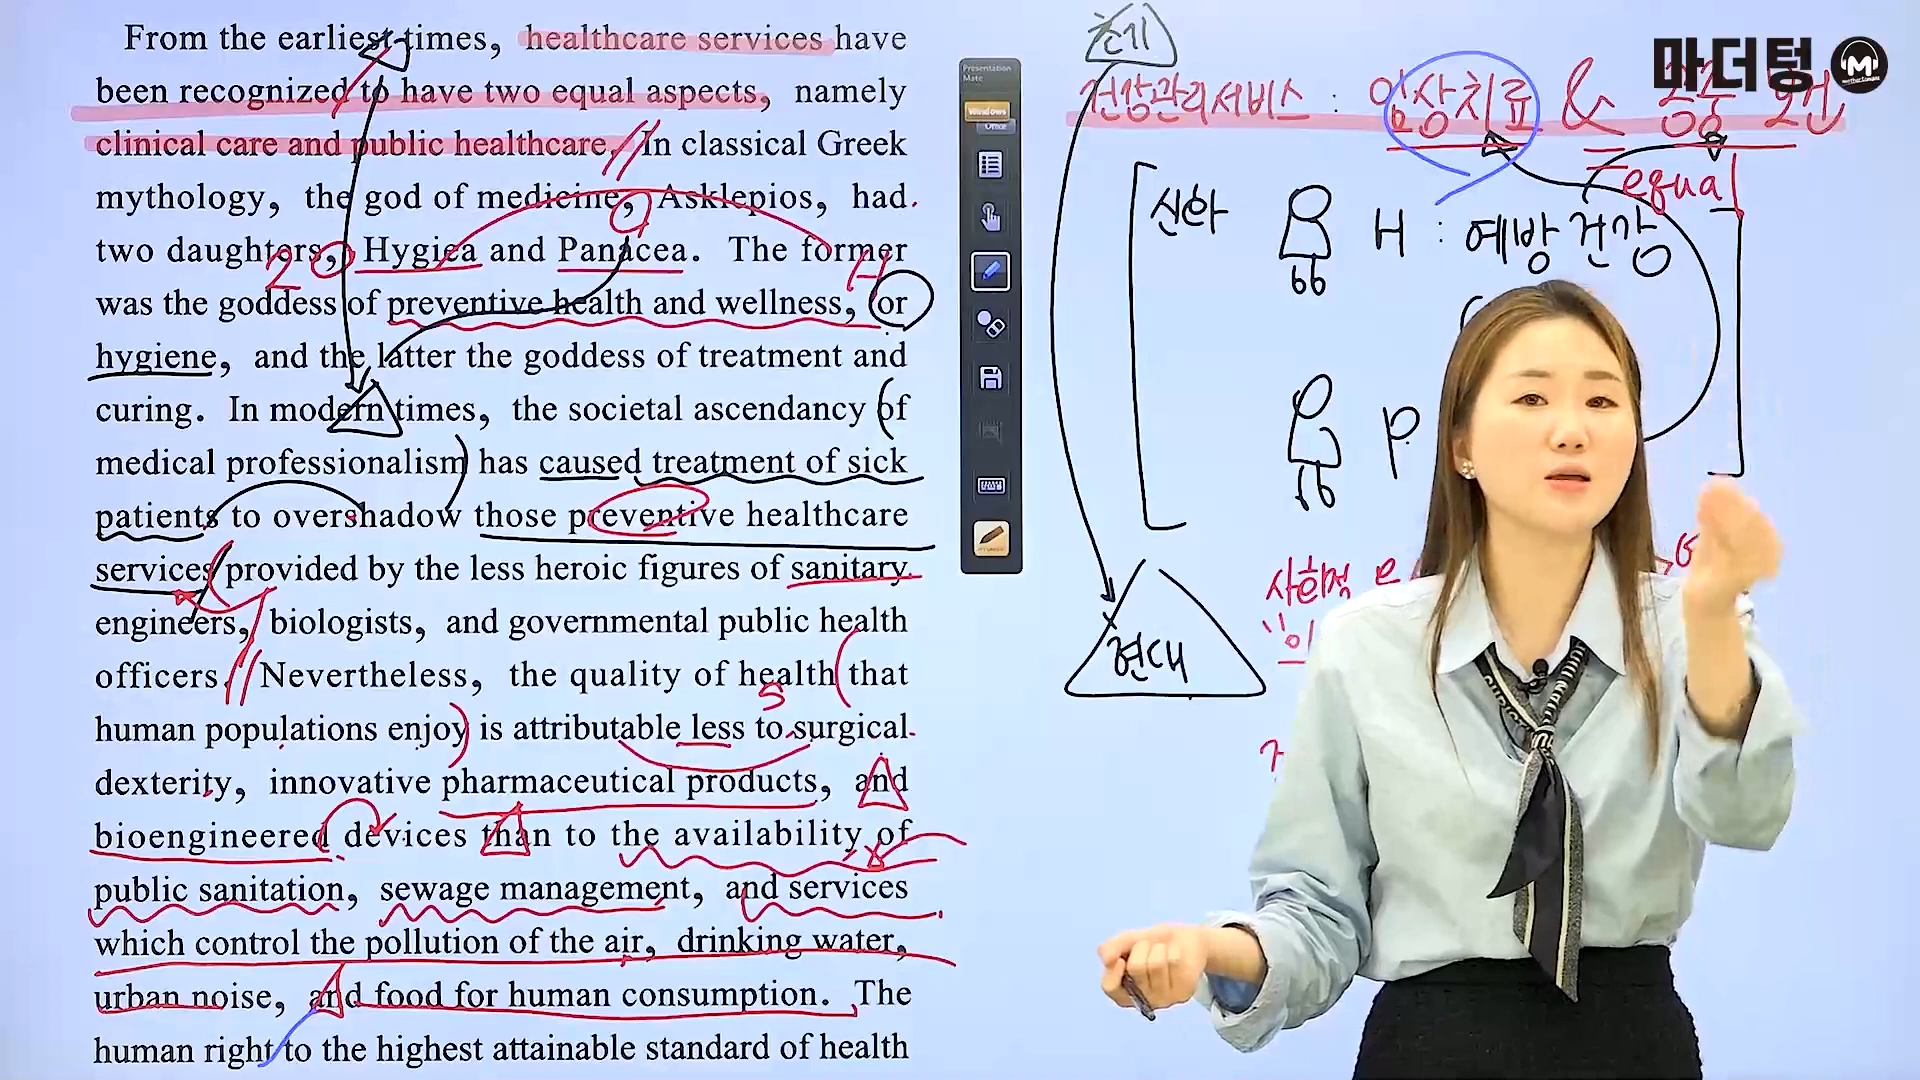 From the earliest times, healthcare services have
been recognized to have two equal aspects, namely
clinical care and public healthcare. In classical Greek
mythology, the god of medicine, Asklepios, had
two daughters, Hygiea and Panacea. The former
was the goddess of preventive health and wellness, or
hygiene, and the latter the goddess of treatment and
curing. In modern times, the societal ascendancy of
medical professionalism has caused treatment of sick
patients to overshadow those preventive healthcare
services provided by the less heroic figures of sanitary
engineers, biologists, and governmental public health
officers. Nevertheless, the quality of health that
human populations enjoy is attributable less to surgical
dexterity, innovative pharmaceutical products, and
bioengineered devices than to the availability of
public sanitation, sewage management, and services
which control the pollution of the air, drinking water,
urban noise, and food for human consumption. The
human right to the highest attainable standard of health
2
H
S
Presentation
Mate
Windows
Office
초기
마더텅
M
건강관리서비스 : 임상치료 & 공중 보건
= equal
신화
H : 예방 건강
P
사회적
현대